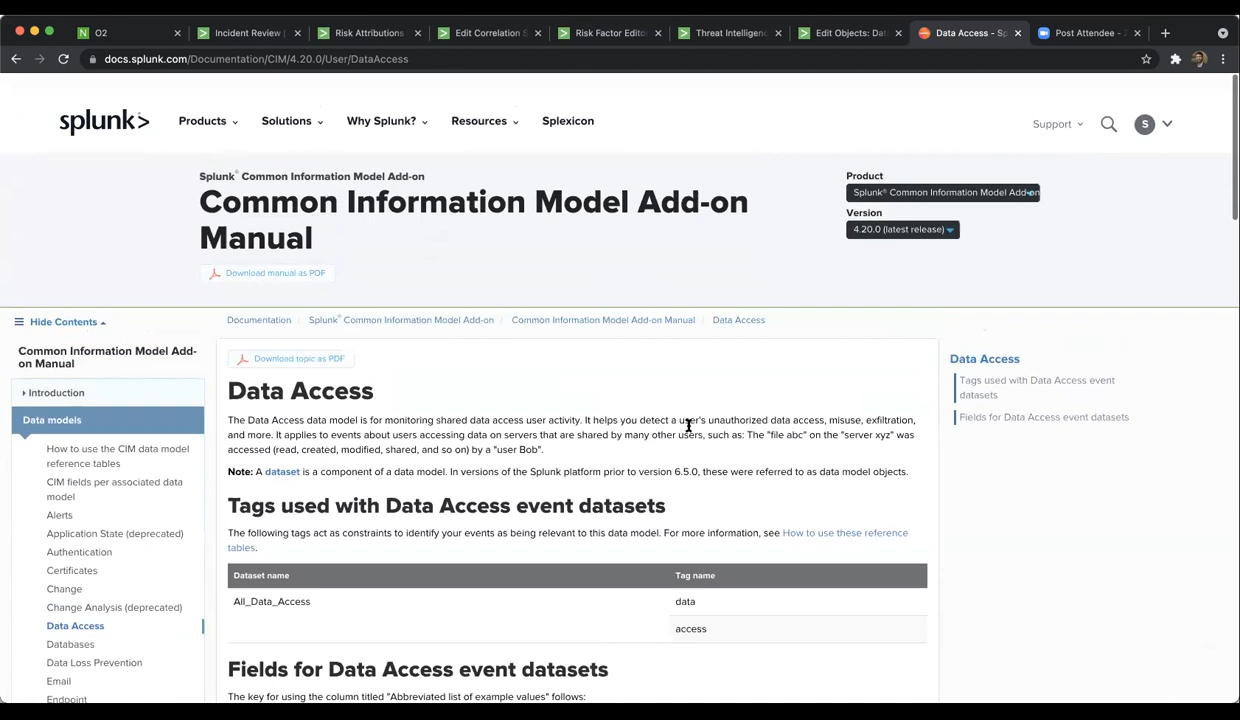 O2
Incident Review |
Risk Attributions
Edit Correlation S
Risk Factor Editor
Threat Intelligenc
Edit Objects: Dat
Data Access - Sp
Post Attendee - Z
docs.splunk.com/Documentation/CIM/4.20.0/User/DataAccess
splunk>
Products
Solutions
Why Splunk?
Resources
Splexicon
Support
S
Splunk® Common Information Model Add-on
Common Information Model Add-on
Manual
Download manual as PDF
Product
Splunk® Common Information Model Add-on
Version
4.20.0 (latest release)
Hide Contents
Documentation
Splunk® Common Information Model Add-on
Common Information Model Add-on Manual
Data Access
Common Information Model Add-
on Manual
Introduction
Data models
How to use the CIM data model
reference tables
CIM fields per associated data
model
Alerts
Application State (deprecated)
Authentication
Certificates
Change
Change Analysis (deprecated)
Data Access
Databases
Data Loss Prevention
Email
Endpoint
Download topic as PDF
Data Access
The Data Access data model is for monitoring shared data access user activity. It helps you detect a user's unauthorized data access, misuse, exfiltration,
and more. It applies to events about users accessing data on servers that are shared by many other users, such as: The "file abc" on the "server xyz" was
accessed (read, created, modified, shared, and so on) by a "user Bob".
Note: A dataset is a component of a data model. In versions of the Splunk platform prior to version 6.5.0, these were referred to as data model objects.
Tags used with Data Access event datasets
The following tags act as constraints to identify your events as being relevant to this data model. For more information, see How to use these reference
tables.
Dataset name
Tag name
All_Data_Access
data
access
Fields for Data Access event datasets
The key for using the column titled "Abbreviated list of example values" follows:
Data Access
Tags used with Data Access event
datasets
Fields for Data Access event datasets